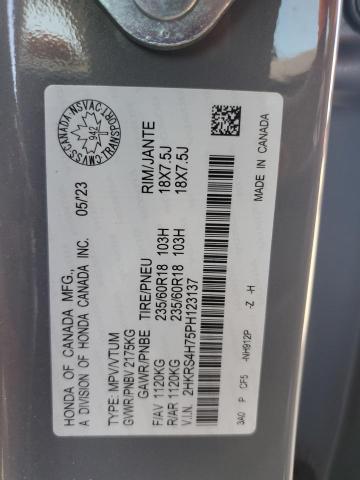 HONDA OF CANADA MFG.,
A DIVISION OF HONDA CANADA INC. 05/23
CANADA NSVAC TRANSPORT CMVSS
942
TYPE: MPV/VTUM
GVWR/PNBV 2175KG
GAWR/PNBE TIRE/PNEU RIM/JANTE
F/AV 1120KG 235/60R18 103H 18X7.5J
R/AR 1120KG 235/60R18 103H 18X7.5J
V.I.N. 2HKRS4H75PH123137
MADE IN CANADA
3A0 P CF5 -NH912P -Z -H